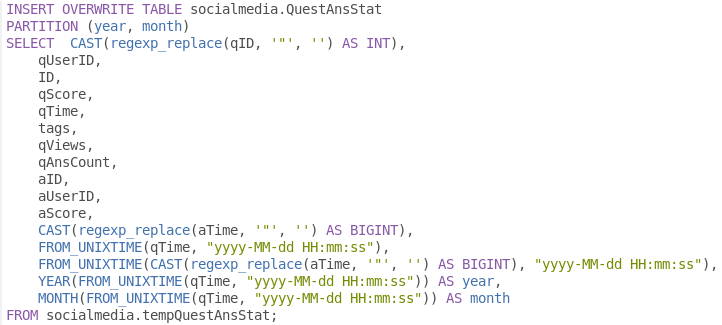 INSERT OVERWRITE TABLE socialmedia.QuestAnsStat
PARTITION (year, month)
SELECT  CAST(regexp_replace(qID, '"', '') AS INT),
    qUserID,
    ID,
    qScore,
    qTime,
    tags,
    qViews,
    qAnsCount,
    aID,
    aUserID,
    aScore,
    CAST(regexp_replace(aTime, '"', '') AS BIGINT),
    FROM_UNIXTIME(qTime, "yyyy-MM-dd HH:mm:ss"),
    FROM_UNIXTIME(CAST(regexp_replace(aTime, '"', '') AS BIGINT), "yyyy-MM-dd HH:mm:ss"),
    YEAR(FROM_UNIXTIME(qTime, "yyyy-MM-dd HH:mm:ss")) AS year,
    MONTH(FROM_UNIXTIME(qTime, "yyyy-MM-dd HH:mm:ss")) AS month
FROM socialmedia.tempQuestAnsStat;